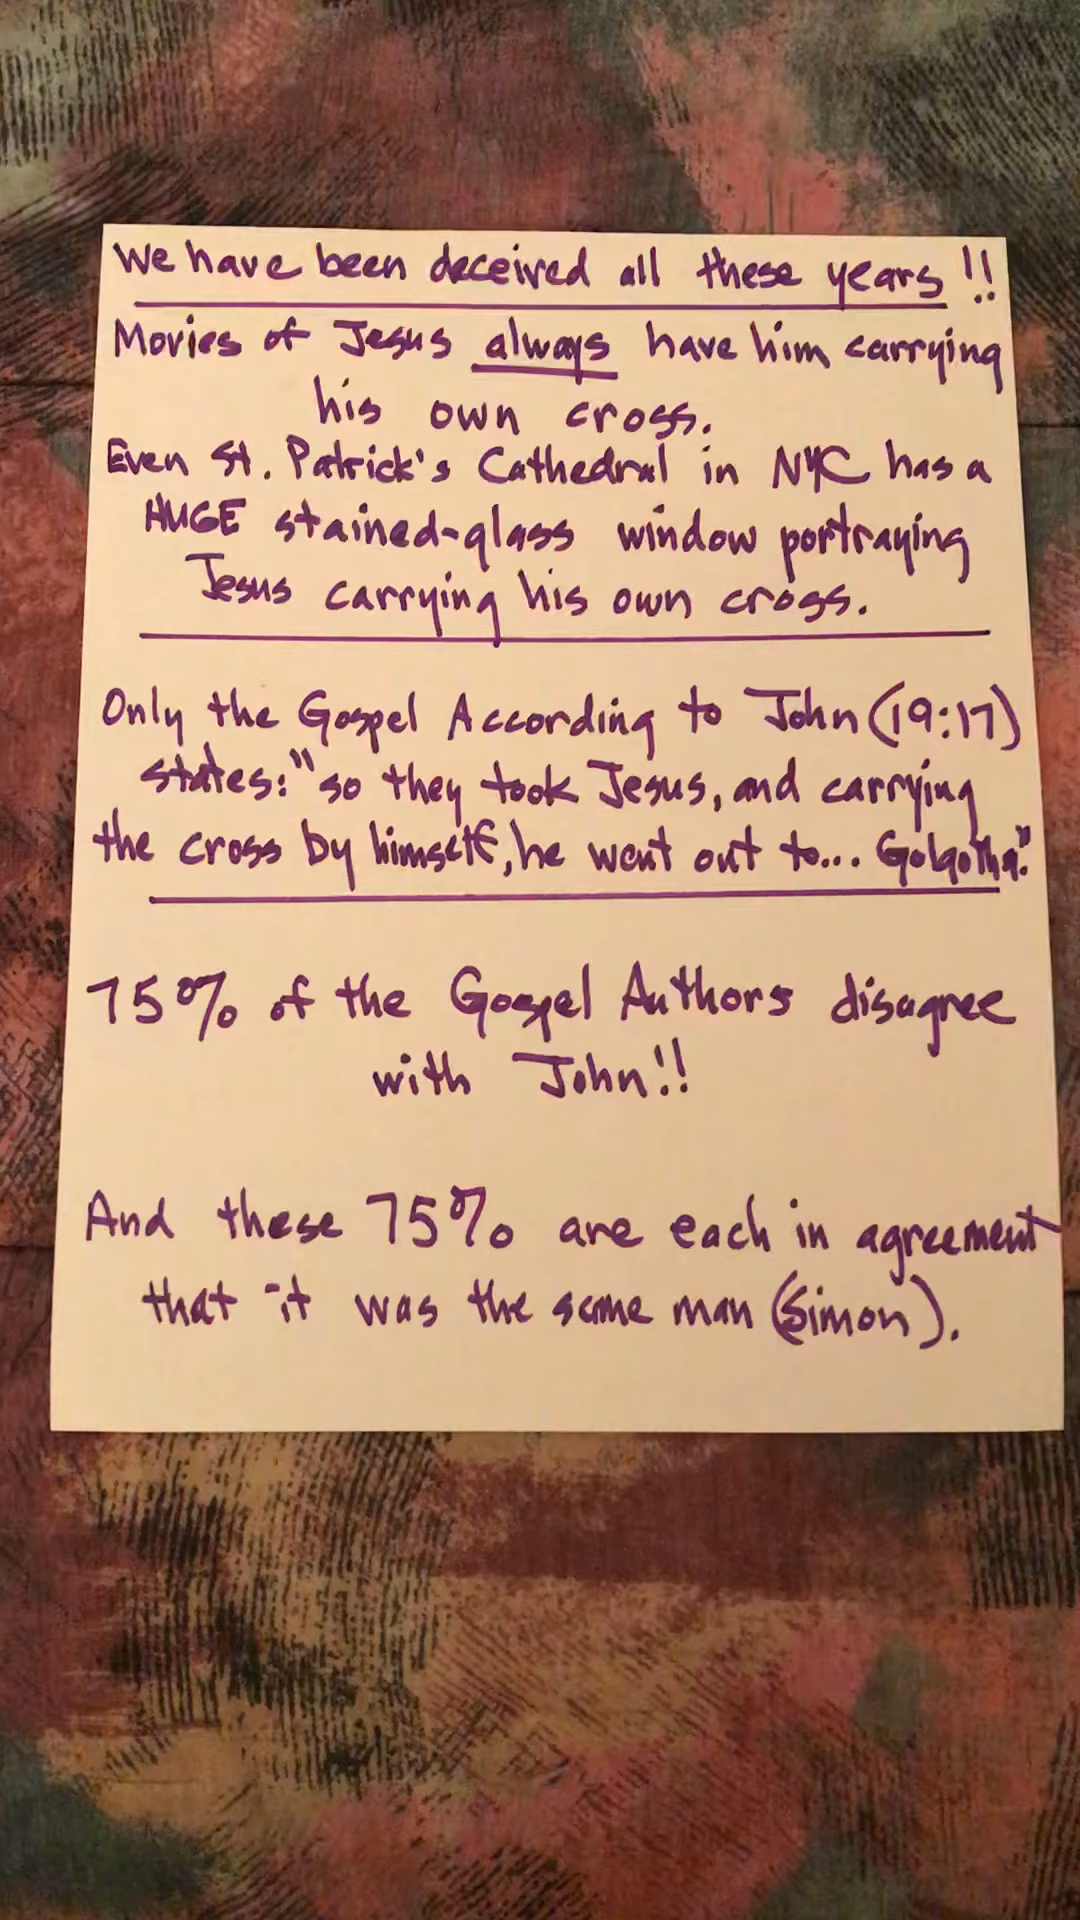 We have been deceived all these years!!
Movies of Jesus always have him carrying
his own cross.
Even St. Patrick's Cathedral in NYC has a
HUGE stained-glass window portraying
Jesus carrying his own cross.
Only the Gospel According to John (19:17)
states: "so they took Jesus, and carrying
the cross by himself, he went out to... Golgotha."
75% of the Gospel Authors disagree
with John!!
And these 75% are each in agreement
that it was the same man (Simon).